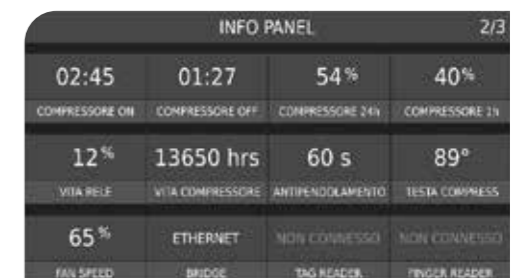 INFO PANEL 2/3
02:45 01:27 54% 40%
COMPRESSORE ON COMPRESSORE OFF COMPRESSORE 24h COMPRESSORE 1h
12% 13650 hrs 60 s 89°
VITA RELE VITA COMPRESSORE ANTIPENDOLAMENTO TESTA COMPRESS
65% ETHERNET NON CONNESSO NON CONNESSO
FAN SPEED BRIDGE TAG READER FINGER READER